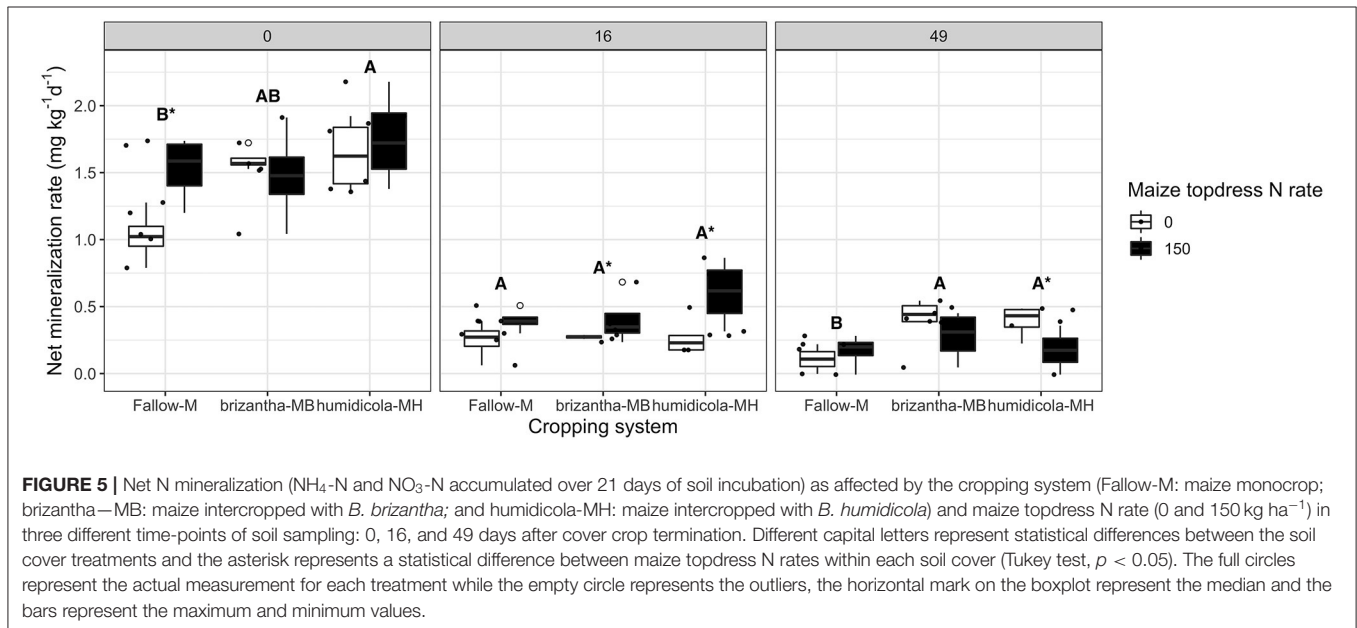 0 16 49
Net mineralization rate (mg kg⁻¹d⁻¹)
2.0
1.5
1.0
0.5
0.0
B* AB A
A A* A*
B A A*
Fallow-M brizantha-MB humidicola-MH Fallow-M brizantha-MB humidicola-MH Fallow-M brizantha-MB humidicola-MH
Cropping system
Maize topdress N rate
0
150
FIGURE 5 | Net N mineralization (NH₄-N and NO₃-N accumulated over 21 days of soil incubation) as affected by the cropping system (Fallow-M: maize monocrop;
brizantha—MB: maize intercropped with B. brizantha; and humidicola-MH: maize intercropped with B. humidicola) and maize topdress N rate (0 and 150 kg ha⁻¹) in
three different time-points of soil sampling: 0, 16, and 49 days after cover crop termination. Different capital letters represent statistical differences between the soil
cover treatments and the asterisk represents a statistical difference between maize topdress N rates within each soil cover (Tukey test, p < 0.05). The full circles
represent the actual measurement for each treatment while the empty circle represents the outliers, the horizontal mark on the boxplot represent the median and the
bars represent the maximum and minimum values.